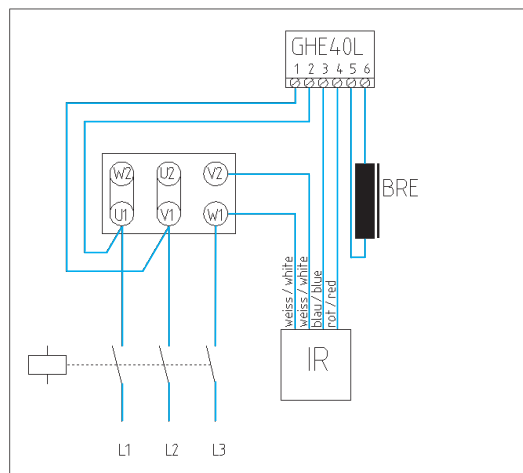 GHE40L
1 2 3 4 5 6
W2 U2 V2
U1 V1 W1
BRE
weiss / white
weiss / white
blau / blue
rot / red
IR
L1 L2 L3